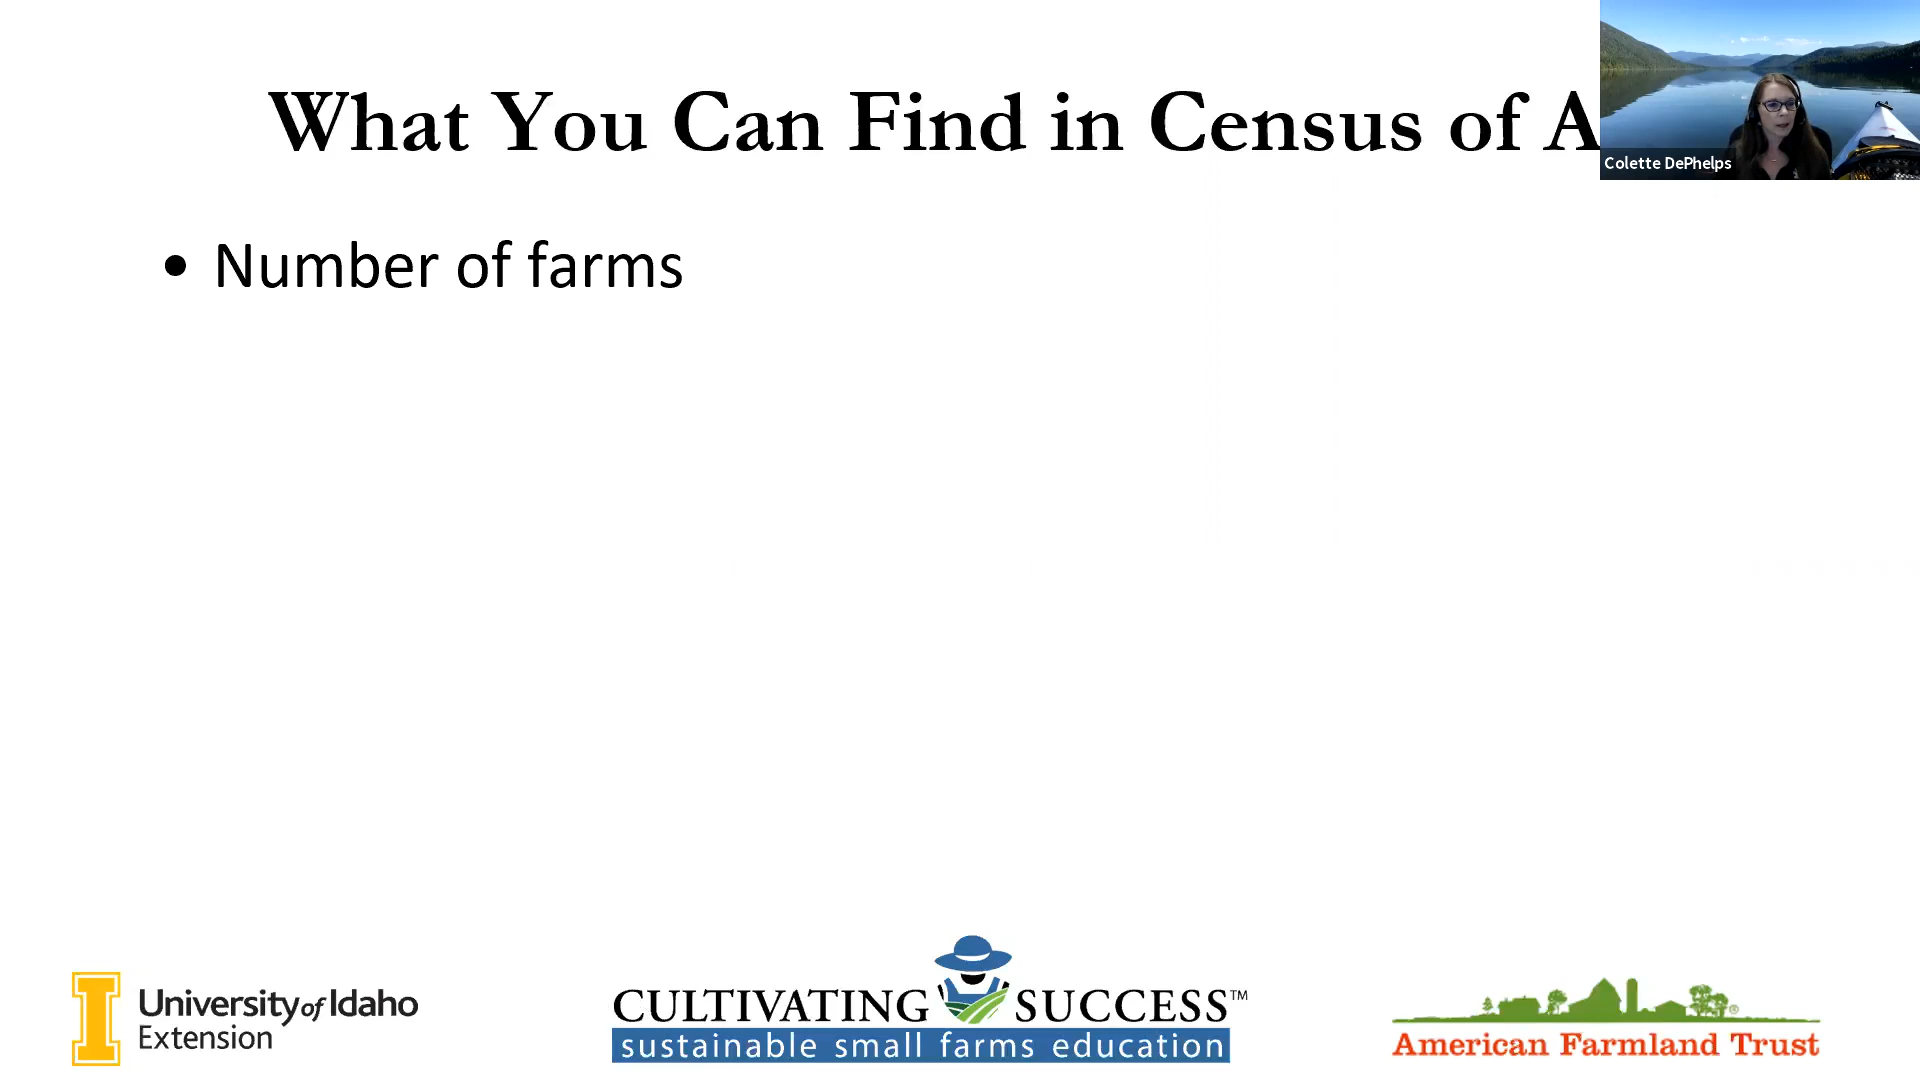 What You Can Find in Census of A
Colette DePhelps
• Number of farms
University of Idaho
Extension
CULTIVATING SUCCESS™
sustainable small farms education
American Farmland Trust